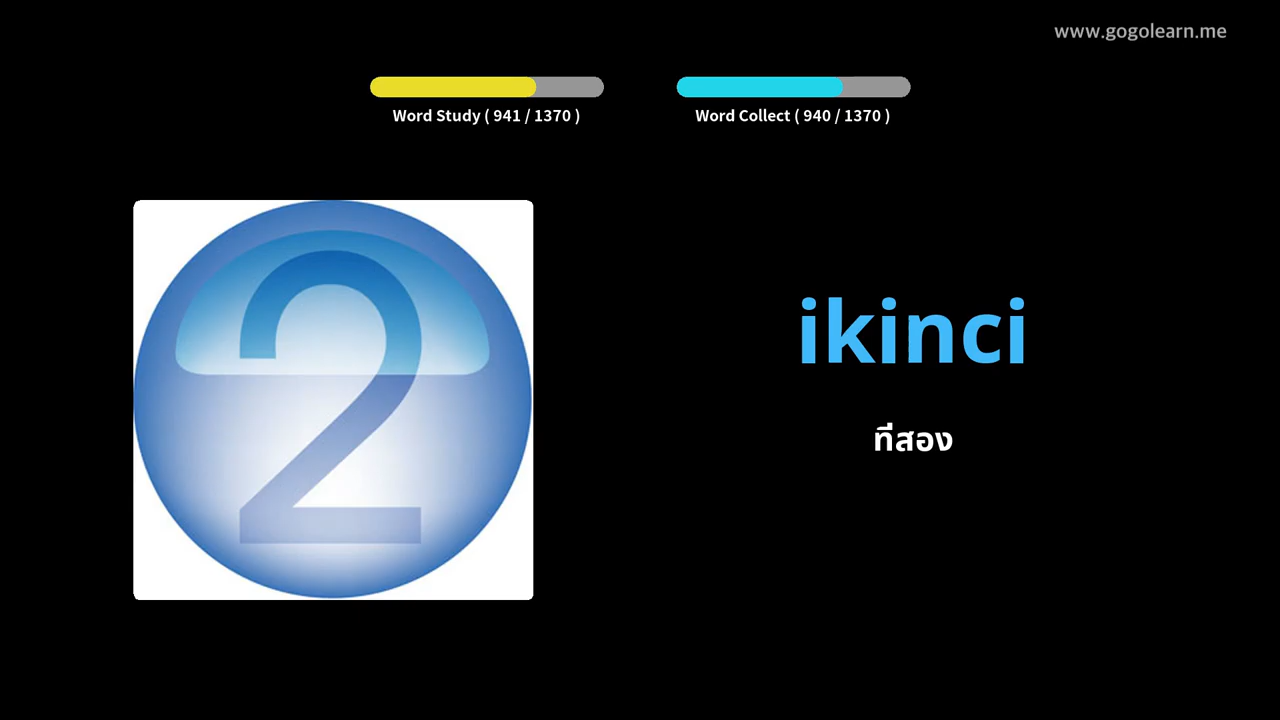 www.gogolearn.me
Word Study ( 941 / 1370 )
Word Collect ( 940 / 1370 )
2
ikinci
ที่สอง